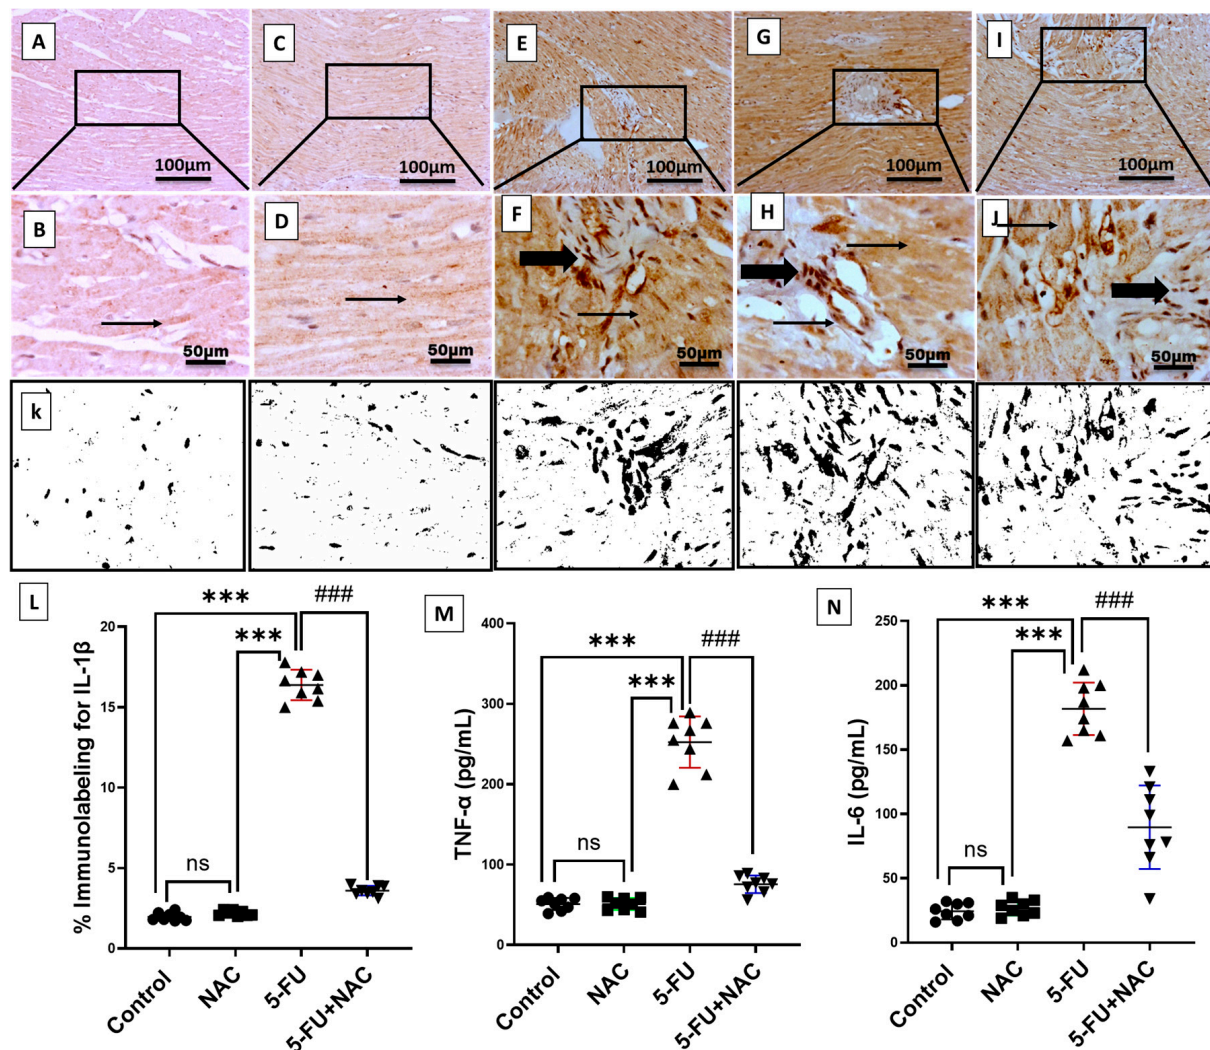 A
C
E
G
I
100μm
100μm
100μm
100μm
100μm
B
D
F
H
J
50μm
50μm
50μm
50μm
50μm
k
L
*** ###
***
% Immunolabeling for IL-1β
20
15
10
5
0
ns
Control
NAC
5-FU
5-FU+NAC
M
*** ###
***
TNF-α (pg/mL)
400
300
200
100
0
ns
Control
NAC
5-FU
5-FU+NAC
N
*** ###
***
IL-6 (pg/mL)
250
200
150
100
50
0
ns
Control
NAC
5-FU
5-FU+NAC